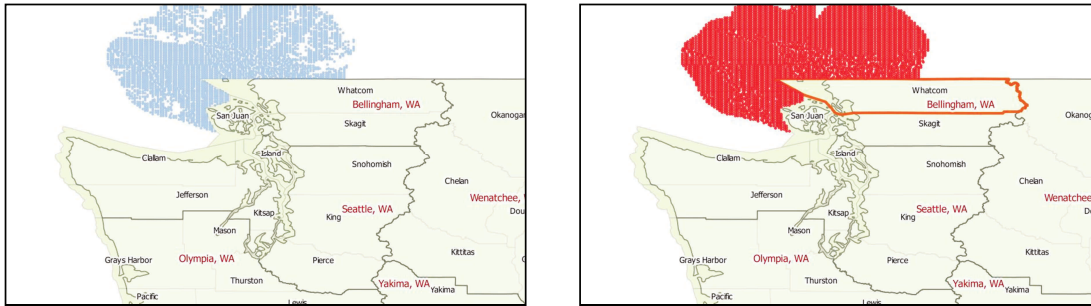 Whatcom
Bellingham, WA
Okanogan
San Juan
Skagit
Clallam
Island
Snohomish
Chelan
Jefferson
Wenatchee,
Kitsap
Seattle, WA
King
Mason
Grays Harbor
Olympia, WA
Pierce
Kittitas
Thurston
Yakima, WA
Yakima
Pacific
Lewis
Whatcom
Bellingham, WA
Okanoga
San Juan
Skagit
Clallam
Island
Snohomish
Chelan
Jefferson
Wenatchee
Kitsap
Seattle, WA
King
Mason
Grays Harbor
Olympia, WA
Pierce
Kittitas
Thurston
Yakima, WA
Yakima
Pacific
Lewis